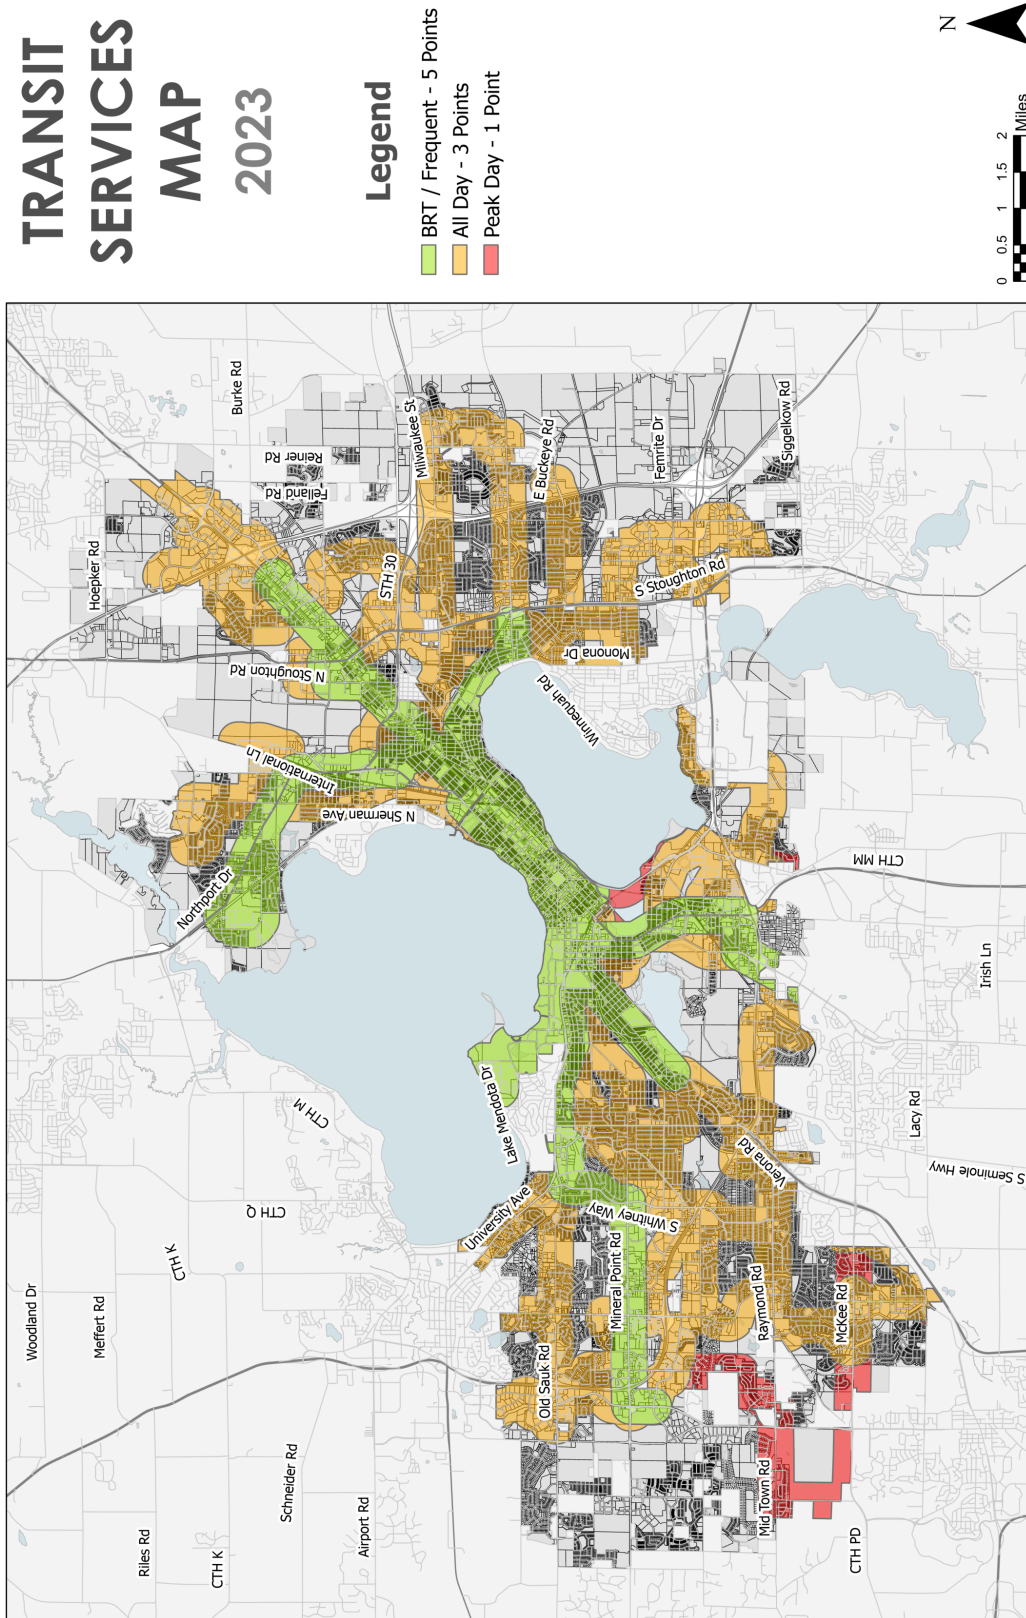 TRANSIT
SERVICES
MAP
2023
Legend
BRT / Frequent - 5 Points
All Day - 3 Points
Peak Day - 1 Point
N
0 0.5 1 1.5 2
Miles
Woodland Dr
Meffert Rd
Riles Rd
CTH K
CTH K
Schneider Rd
Airport Rd
CTH Q
CTH M
Northport Dr
Hoepker Rd
Burke Rd
Reiner Rd
Felland Rd
N Stoughton Rd
International Ln
N Sherman Ave
STH 30
Milwaukee St
E Buckeye Rd
Femrite Dr
Siggelkow Rd
S Stoughton Rd
Monona Dr
Winnequah Rd
Lake Mendota Dr
University Ave
Old Sauk Rd
Mineral Point Rd
S Whitney Way
Verona Rd
Raymond Rd
McKee Rd
Mid Town Rd
CTH PD
Lacy Rd
S Seminole Hwy
Irish Ln
CTH MM